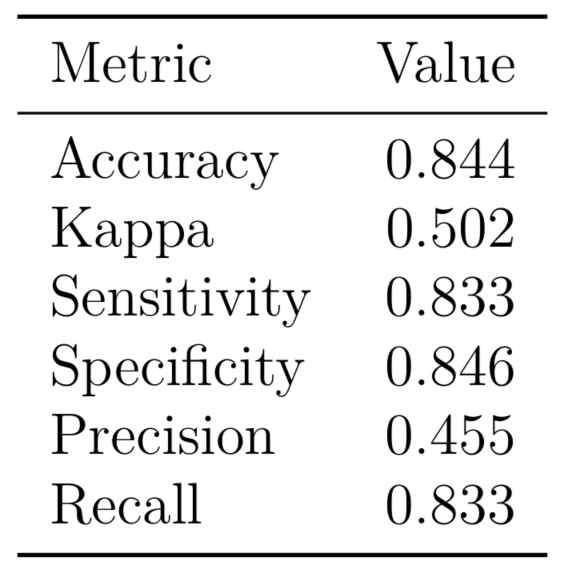 Metric Value
Accuracy 0.844
Kappa 0.502
Sensitivity 0.833
Specificity 0.846
Precision 0.455
Recall 0.833